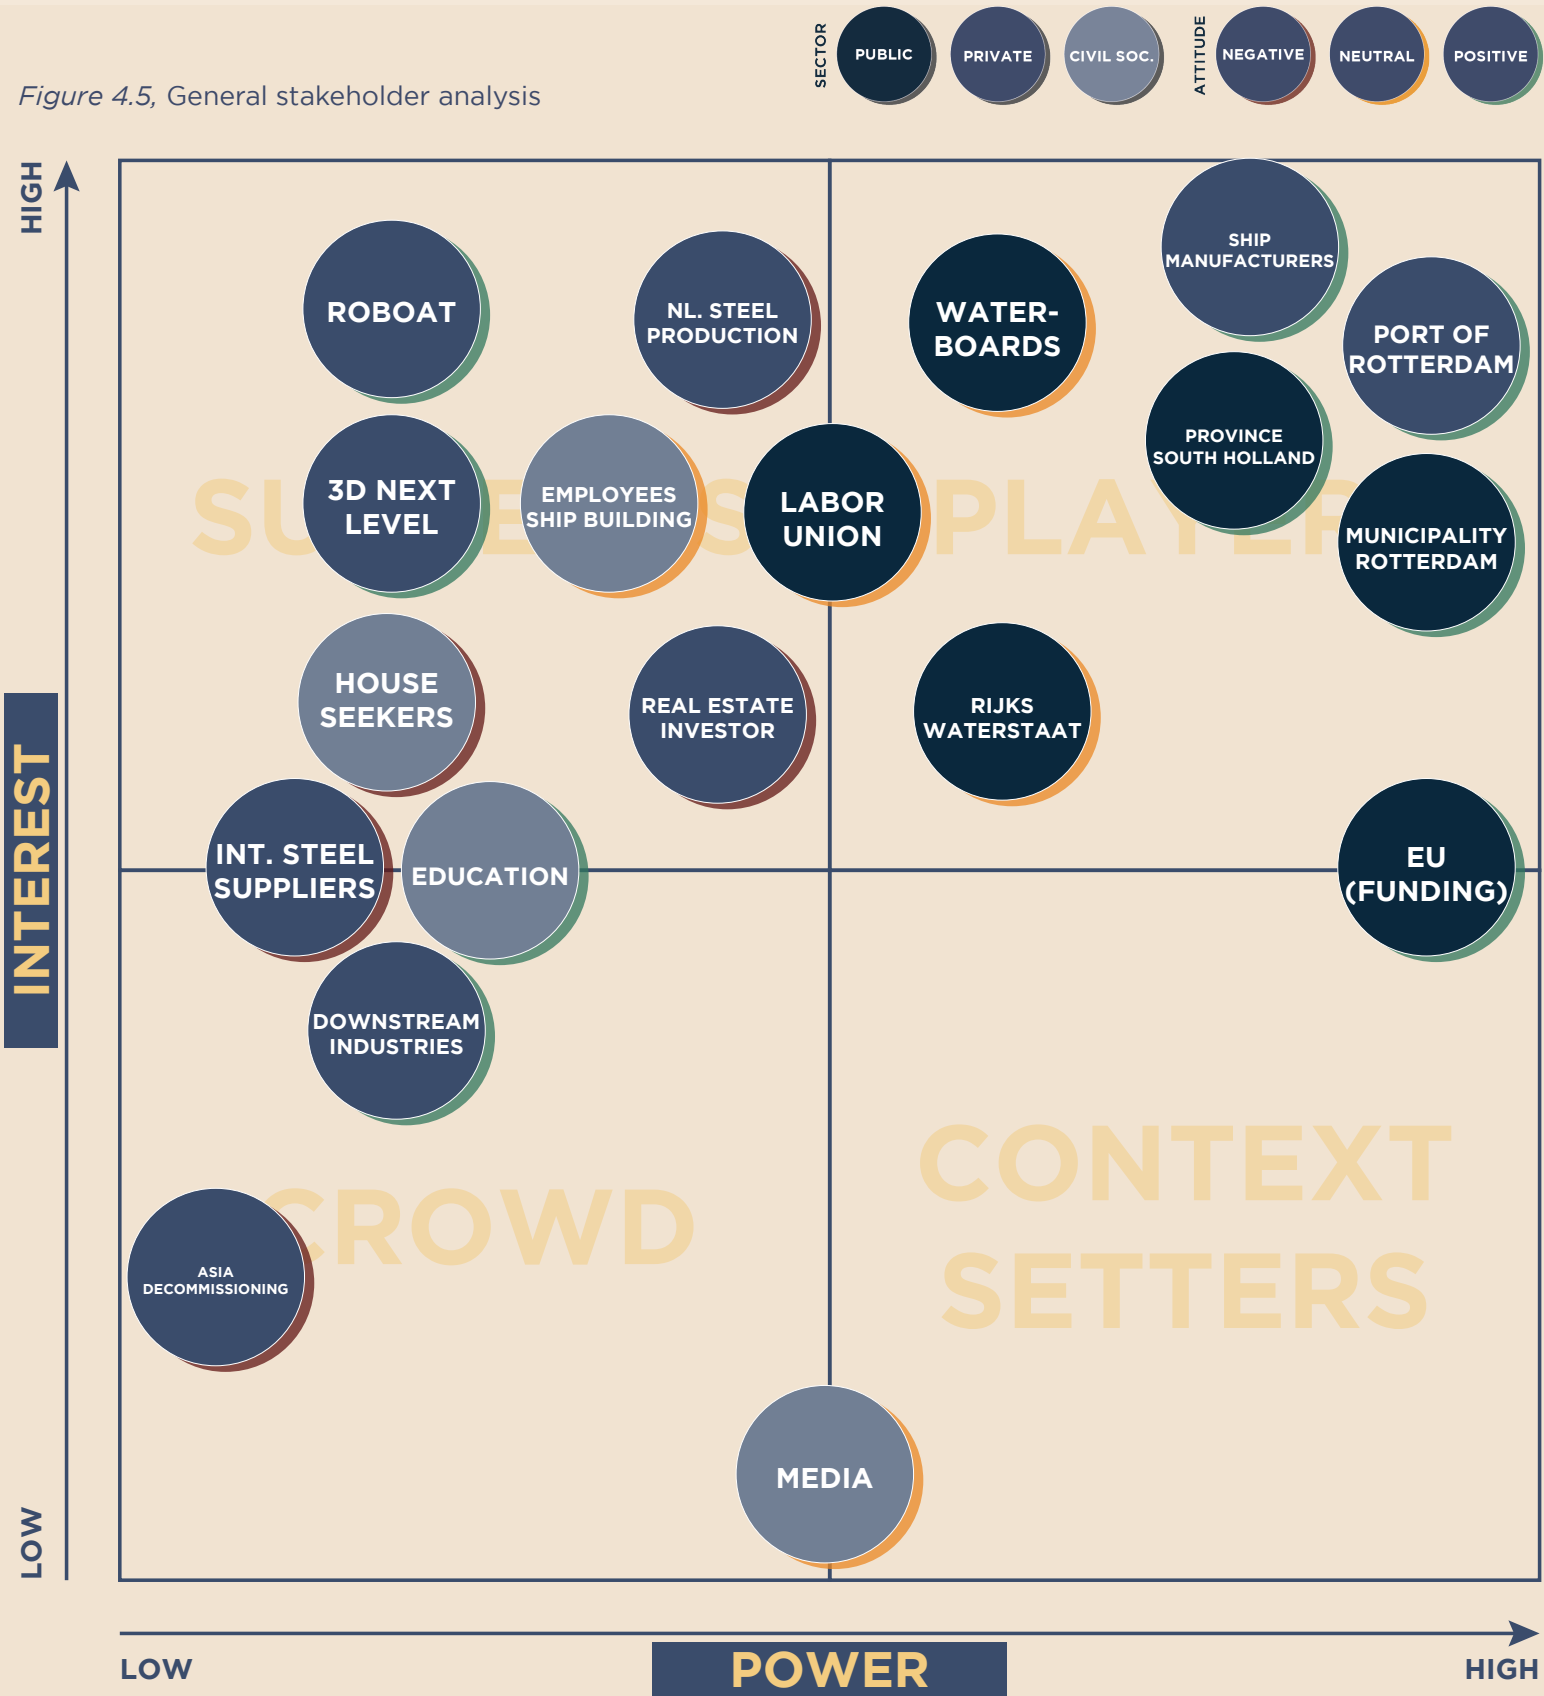 SECTOR
PUBLIC
PRIVATE
CIVIL SOC.
ATTITUDE
NEGATIVE
NEUTRAL
POSITIVE
Figure 4.5, General stakeholder analysis
HIGH
INTEREST
LOW
SHIP
MANUFACTURERS
ROBOAT
NL. STEEL
PRODUCTION
WATER-
BOARDS
PORT OF
ROTTERDAM
PROVINCE
SOUTH HOLLAND
3D NEXT
LEVEL
EMPLOYEES
SHIP BUILDING
LABOR
UNION
MUNICIPALITY
ROTTERDAM
HOUSE
SEEKERS
REAL ESTATE
INVESTOR
RIJKS
WATERSTAAT
INT. STEEL
SUPPLIERS
EDUCATION
EU
(FUNDING)
DOWNSTREAM
INDUSTRIES
CONTEXT
SETTERS
CROWD
ASIA
DECOMMISSIONING
MEDIA
LOW
POWER
HIGH